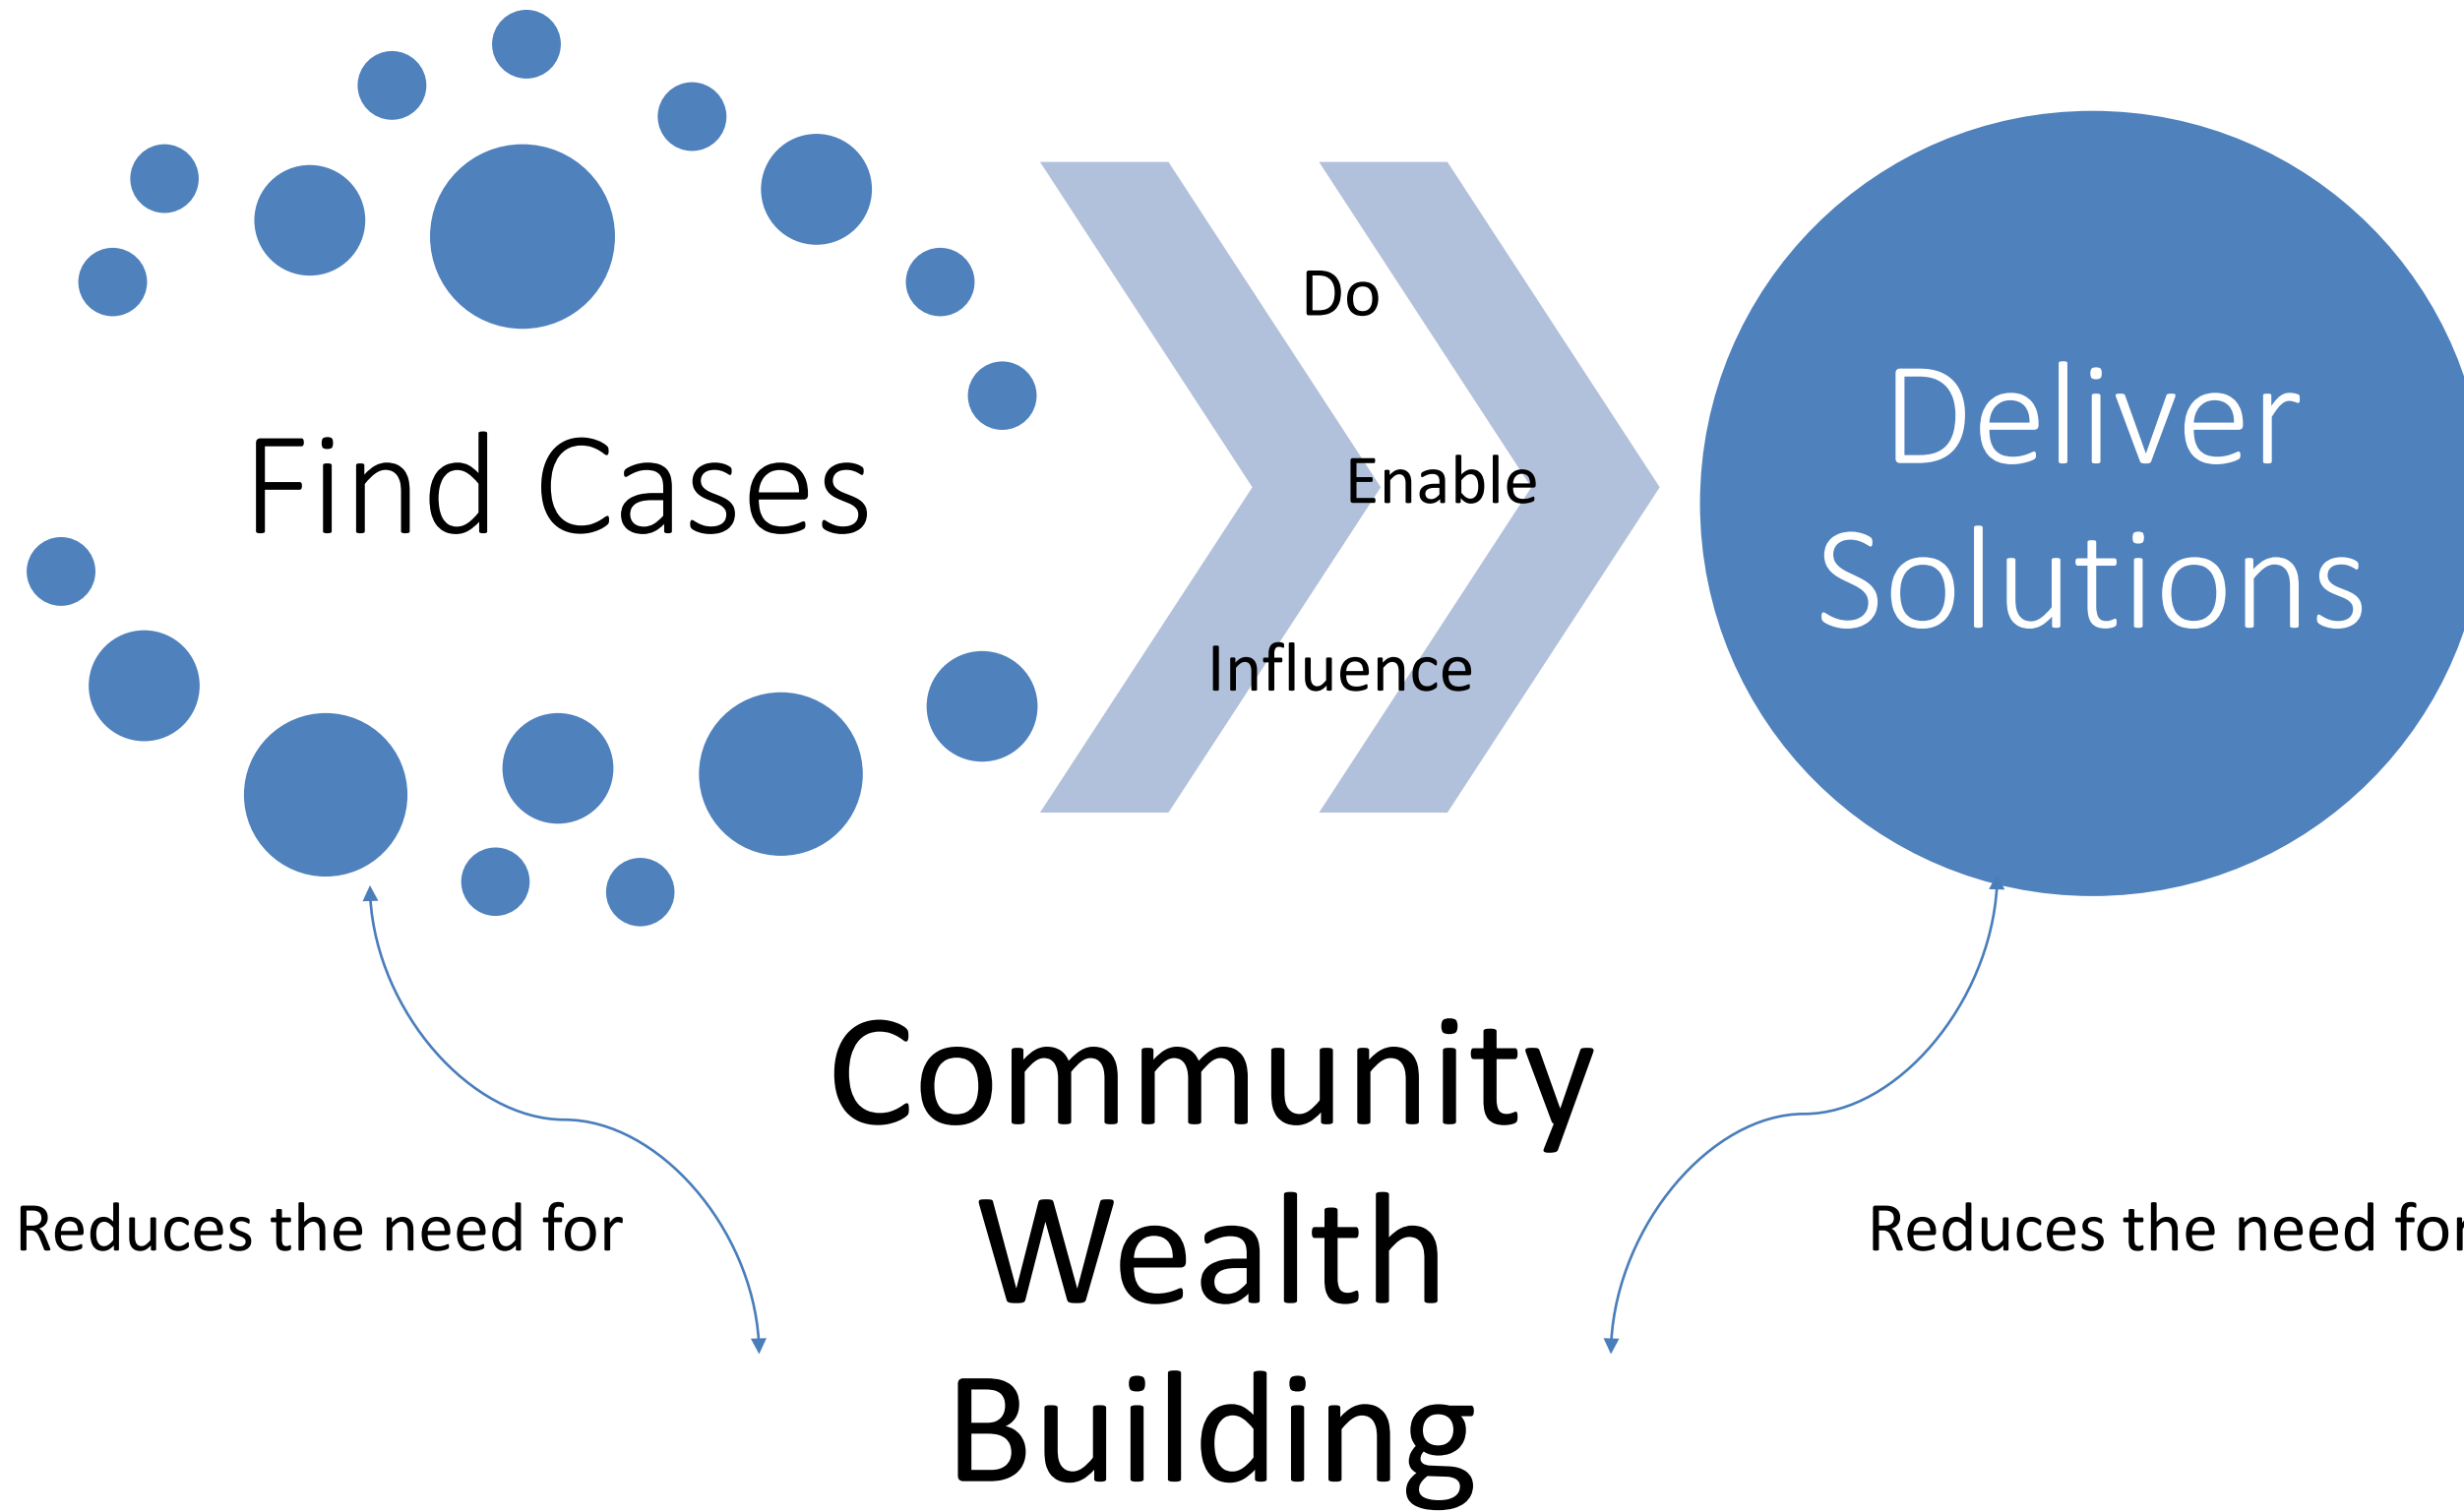 Find Cases
Do
Enable
Influence
Deliver
Solutions
Community
Wealth
Building
Reduces the need for
Reduces the need for